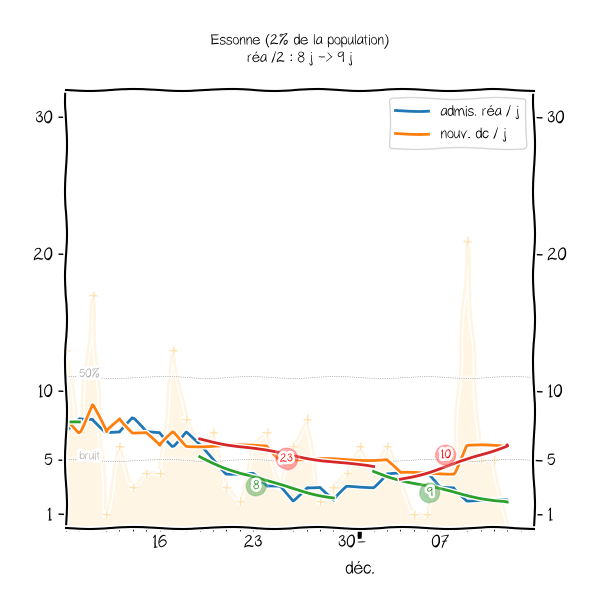 Essonne (2% de la population)
réa /2 : 8 j -> 9 j
admis. réa / j
nouv. dc / j
30 30
20 20
50%
10 10
bruit
5 5
23 10
8 9
1 1
16 23 30 07
déc.